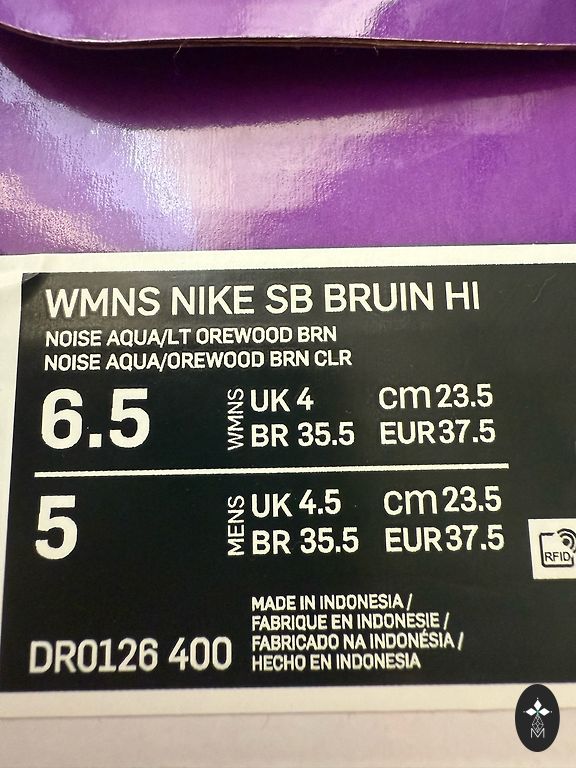 WMNS NIKE SB BRUIN HI
NOISE AQUA/LT OREWOOD BRN
NOISE AQUA/OREWOOD BRN CLR
6.5 WMNS UK 4 cm 23.5
BR 35.5 EUR 37.5
5 MENS UK 4.5 cm 23.5
BR 35.5 EUR 37.5
RFID
MADE IN INDONESIA /
FABRIQUE EN INDONESIE /
FABRICADO NA INDONÉSIA /
HECHO EN INDONESIA
DR0126 400
M